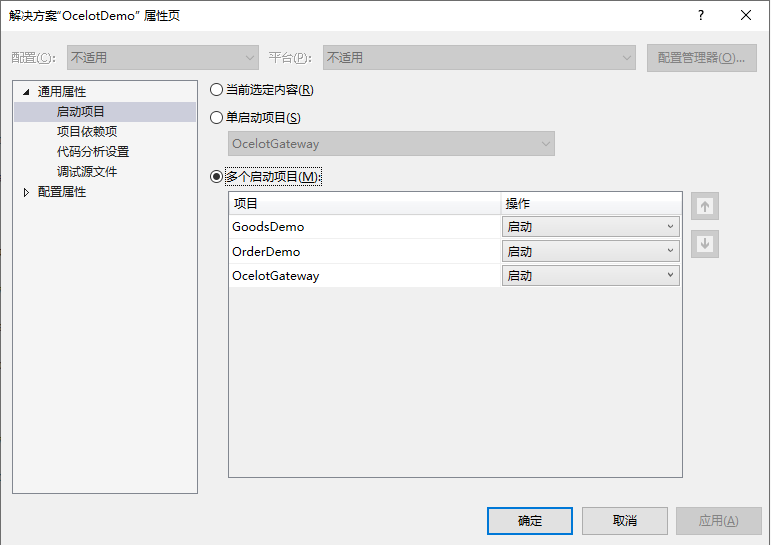 解决方案“OcelotDemo” 属性页
配置(C): 不适用 平台(P): 不适用 配置管理器(O)...
通用属性
启动项目
项目依赖项
代码分析设置
调试源文件
配置属性
当前选定内容(R)
单启动项目(S)
OcelotGateway
多个启动项目(M):
项目 操作
GoodsDemo 启动
OrderDemo 启动
OcelotGateway 启动
确定 取消 应用(A)